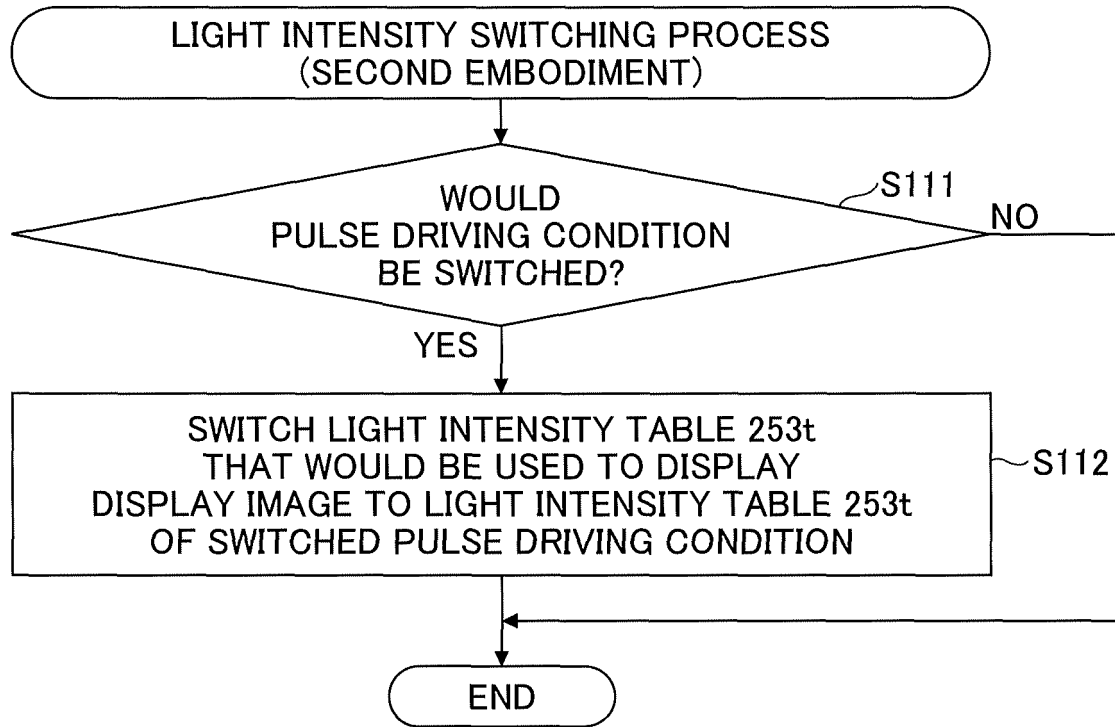 LIGHT INTENSITY SWITCHING PROCESS
(SECOND EMBODIMENT)
S111
WOULD
PULSE DRIVING CONDITION
BE SWITCHED?
NO
YES
SWITCH LIGHT INTENSITY TABLE 253t
THAT WOULD BE USED TO DISPLAY
DISPLAY IMAGE TO LIGHT INTENSITY TABLE 253t
OF SWITCHED PULSE DRIVING CONDITION
S112
END